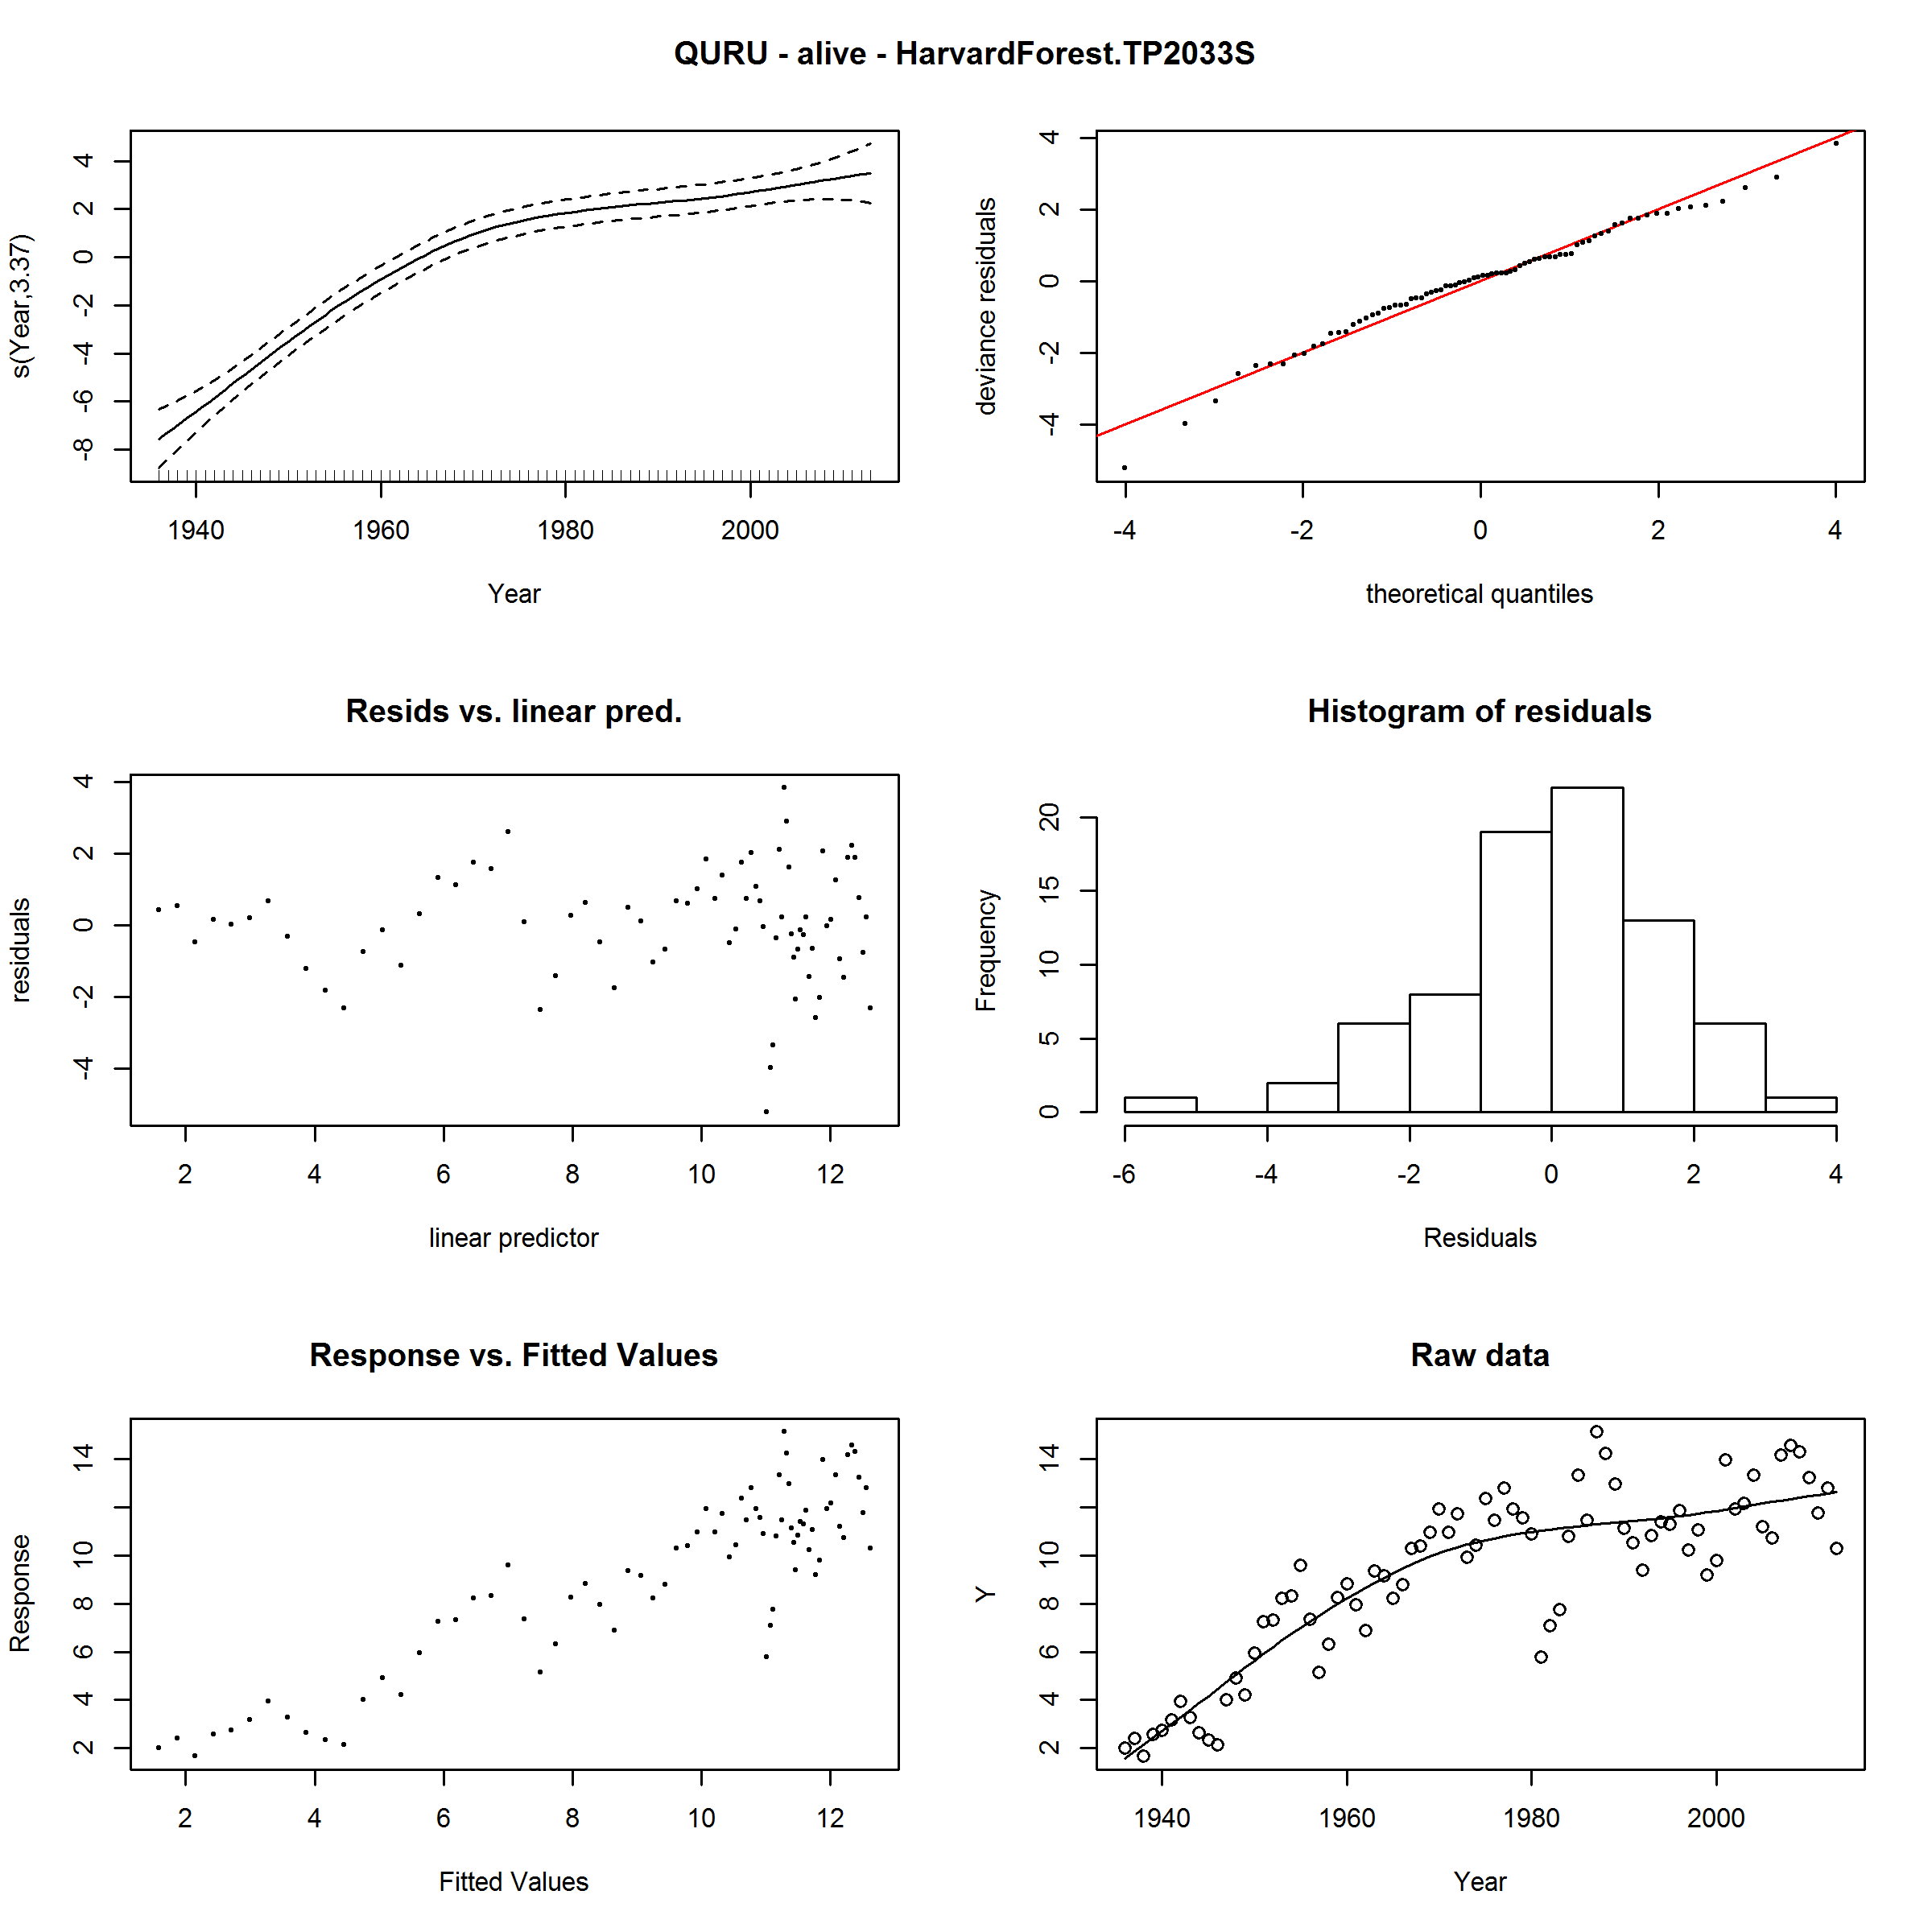 QURU - alive - HarvardForest.TP2033S
s(Year,3.37)
4
2
0
-2
-4
-6
-8
1940 1960 1980 2000
Year
deviance residuals
4
2
0
-2
-4
-4 -2 0 2 4
theoretical quantiles
Resids vs. linear pred.
residuals
4
2
0
-2
-4
2 4 6 8 10 12
linear predictor
Histogram of residuals
Frequency
20
15
10
5
0
-6 -4 -2 0 2 4
Residuals
Response vs. Fitted Values
Response
14
10
8
6
4
2
2 4 6 8 10 12
Fitted Values
Raw data
Y
14
10
8
6
4
2
1940 1960 1980 2000
Year